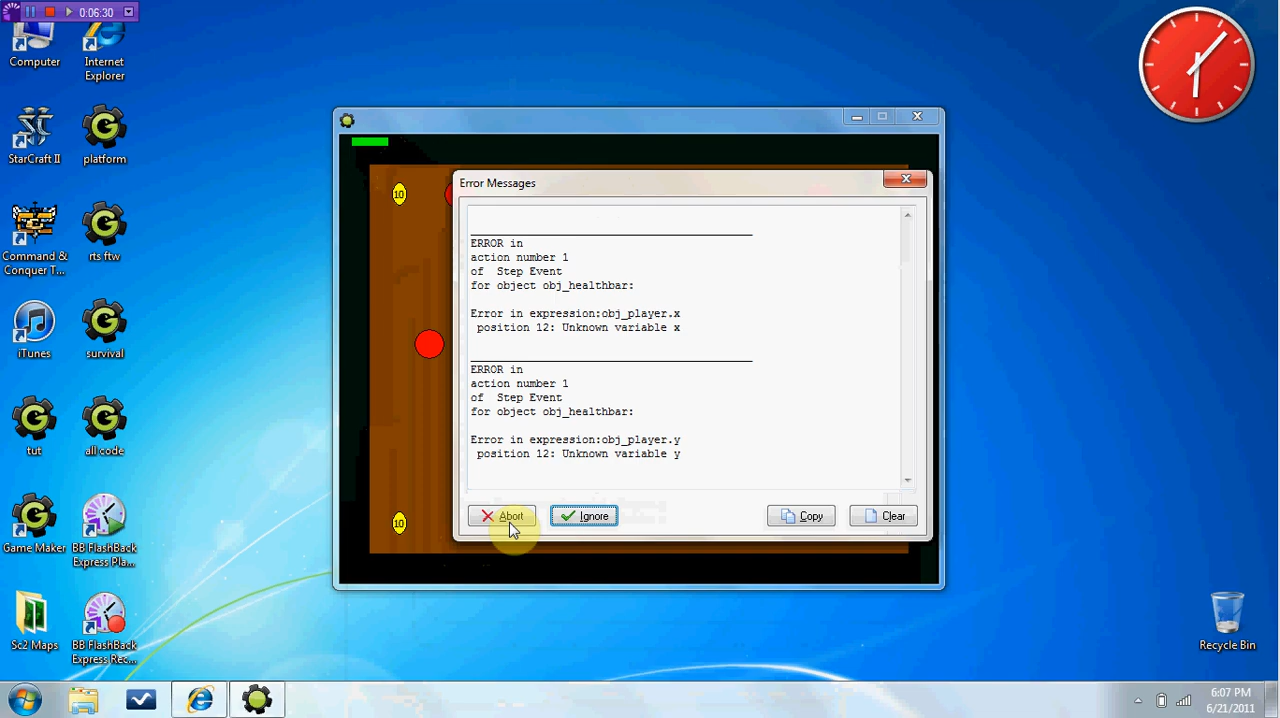 0:06:30
Computer
Internet
Explorer
StarCraft II
platform
Command &
Conquer T...
rts ftw
iTunes
survival
tut
all code
Game Maker
BB FlashBack
Express Pla...
Sc2 Maps
BB FlashBack
Express Rec...
10
10
Error Messages
ERROR in
action number 1
of  Step Event
for object obj_healthbar:
Error in expression:obj_player.x
position 12: Unknown variable x
ERROR in
action number 1
of  Step Event
for object obj_healthbar:
Error in expression:obj_player.y
position 12: Unknown variable y
Abort
Ignore
Copy
Clear
Recycle Bin
6:07 PM
6/21/2011